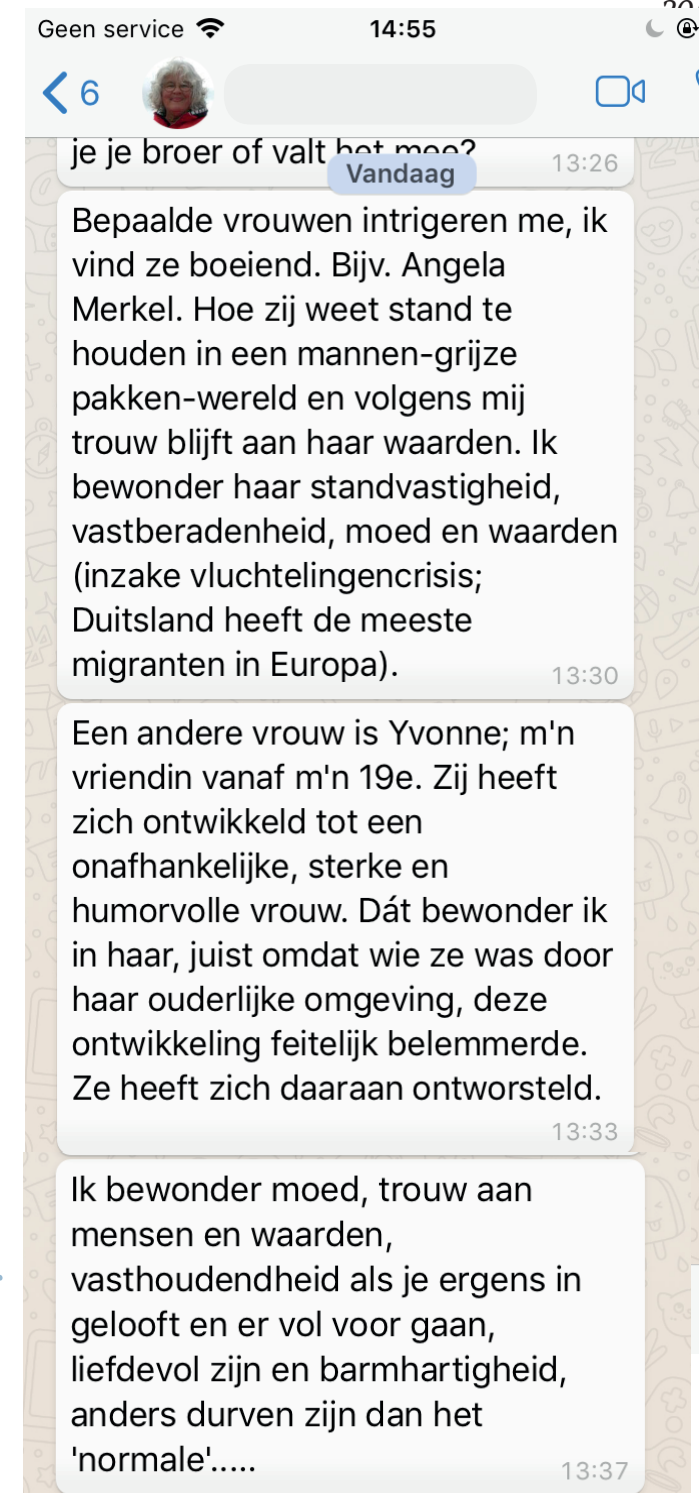 Geen service 14:55
6
je je broer of valt het mee? 13:26
Vandaag
Bepaalde vrouwen intrigeren me, ik
vind ze boeiend. Bijv. Angela
Merkel. Hoe zij weet stand te
houden in een mannen-grijze
pakken-wereld en volgens mij
trouw blijft aan haar waarden. Ik
bewonder haar standvastigheid,
vastberadenheid, moed en waarden
(inzake vluchtelingencrisis;
Duitsland heeft de meeste
migranten in Europa). 13:30
Een andere vrouw is Yvonne; m'n
vriendin vanaf m'n 19e. Zij heeft
zich ontwikkeld tot een
onafhankelijke, sterke en
humorvolle vrouw. Dát bewonder ik
in haar, juist omdat wie ze was door
haar ouderlijke omgeving, deze
ontwikkeling feitelijk belemmerde.
Ze heeft zich daaraan ontworsteld.
13:33
Ik bewonder moed, trouw aan
mensen en waarden,
vasthoudendheid als je ergens in
gelooft en er vol voor gaan,
liefdevol zijn en barmhartigheid,
anders durven zijn dan het
'normale'..... 13:37